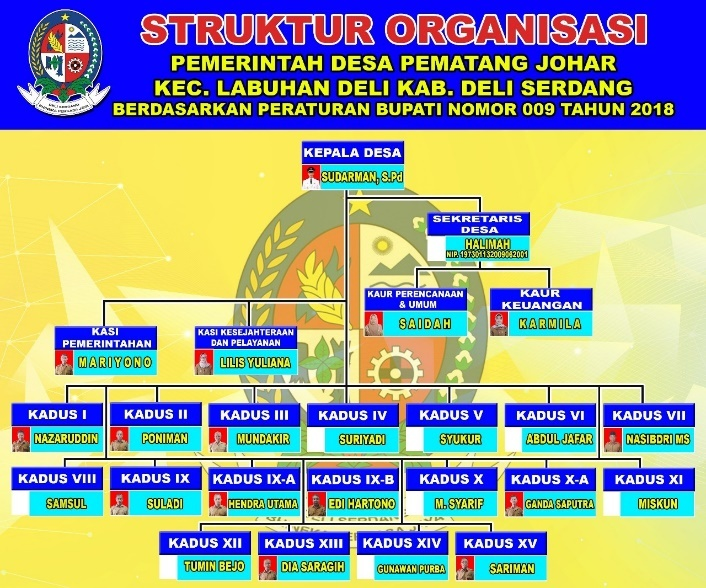 STRUKTUR ORGANISASI
PEMERINTAH DESA PEMATANG JOHAR
KEC. LABUHAN DELI KAB. DELI SERDANG
BERDASARKAN PERATURAN BUPATI NOMOR 009 TAHUN 2018
KEPALA DESA
SUDARMAN, S.Pd
SEKRETARIS
DESA
HALIMAH
NIP. 197301132009062001
KAUR PERENCANAAN
& UMUM
SAIDAH
KAUR
KEUANGAN
KARMILA
KASI
PEMERINTAHAN
MARIYONO
KASI KESEJAHTERAAN
DAN PELAYANAN
LILIS YULIANA
KADUS I
NAZARUDDIN
KADUS II
PONIMAN
KADUS III
MUNDAKIR
KADUS IV
SURIYADI
KADUS V
SYUKUR
KADUS VI
ABDUL JAFAR
KADUS VII
NASIBDRI MS
KADUS VIII
SAMSUL
KADUS IX
SULADI
KADUS IX-A
HENDRA UTAMA
KADUS IX-B
EDI HARTONO
KADUS X
M. SYARIF
KADUS X-A
GANDA SAPUTRA
KADUS XI
MISKUN
KADUS XII
TUMIN BEJO
KADUS XIII
DIA SARAGIH
KADUS XIV
GUNAWAN PURBA
KADUS XV
SARIMAN